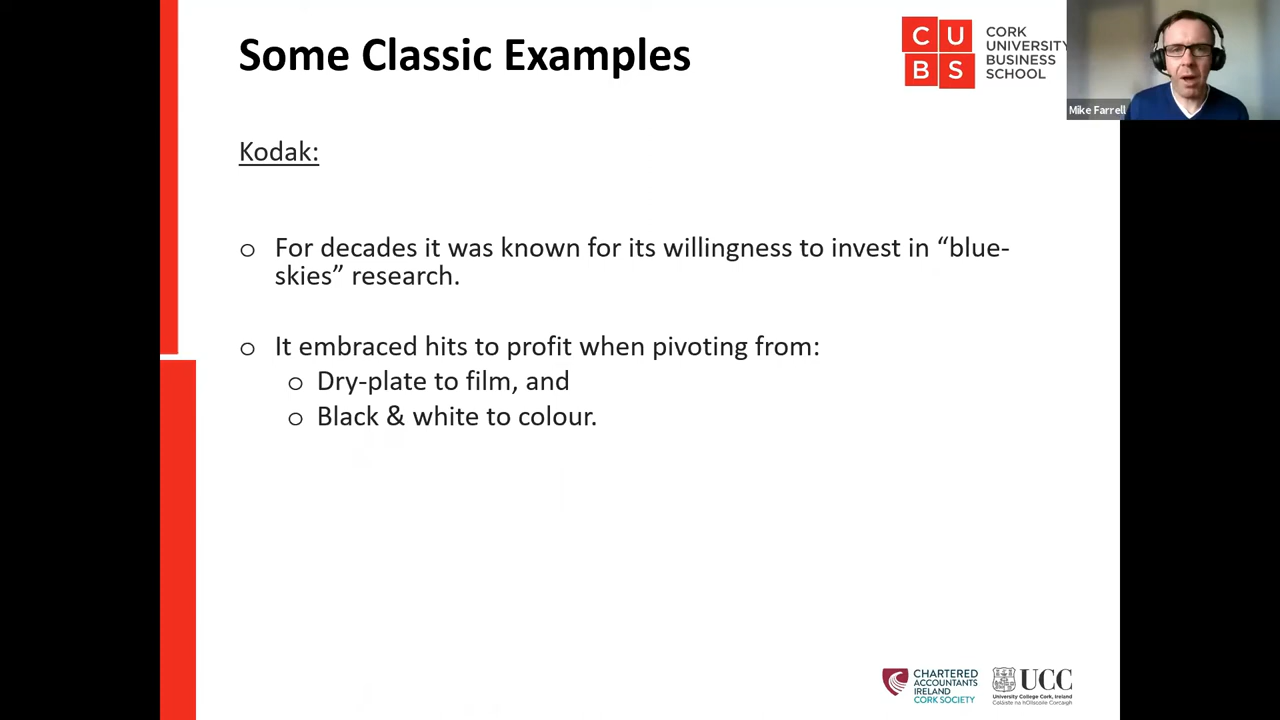 Some Classic Examples
C U
B S
CORK
UNIVERSITY
BUSINESS
SCHOOL
Mike Farrell
Kodak:
o For decades it was known for its willingness to invest in “blue-
skies” research.
o It embraced hits to profit when pivoting from:
o Dry-plate to film, and
o Black & white to colour.
CHARTERED
ACCOUNTANTS
IRELAND
CORK SOCIETY
UCC
University College Cork, Ireland
Coláiste na hOllscoile Corcaigh